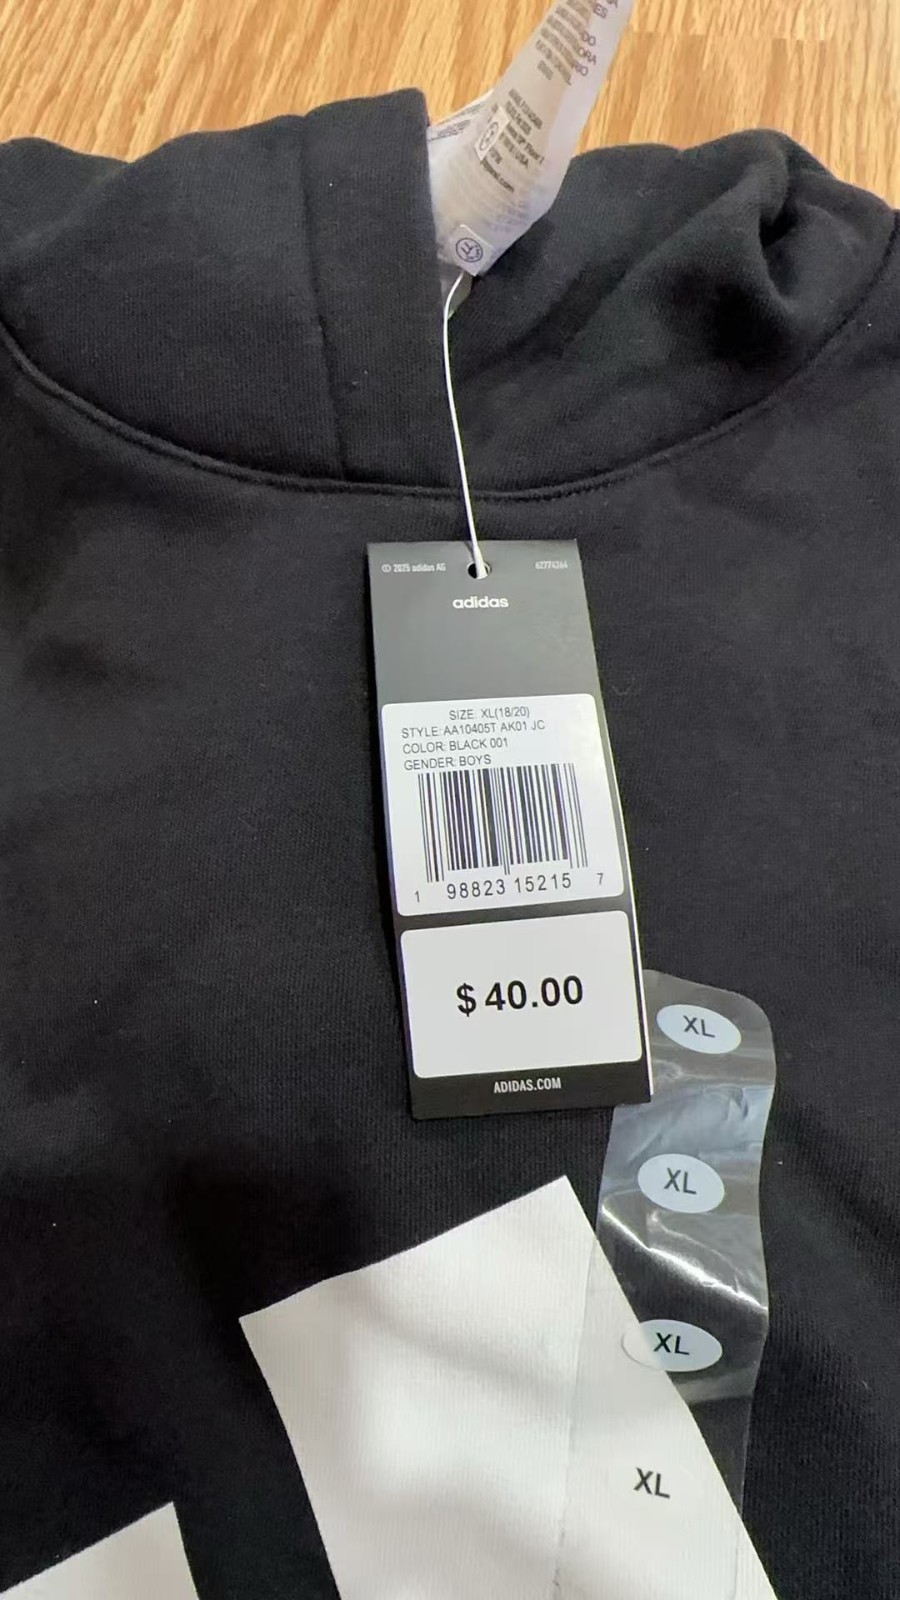 © 2025 adidas AG
62774364
adidas
SIZE: XL(18/20)
STYLE: AA10405T AK01 JC
COLOR: BLACK 001
GENDER: BOYS
1 98823 15215 7
$ 40.00
ADIDAS.COM
XL
XL
XL
XL